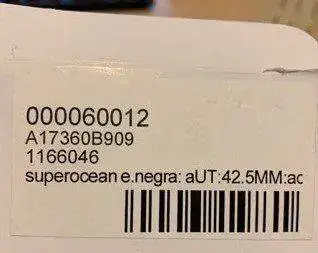 000060012
A17360B909
1166046
superocean e.negra: aUT:42.5MM:ac